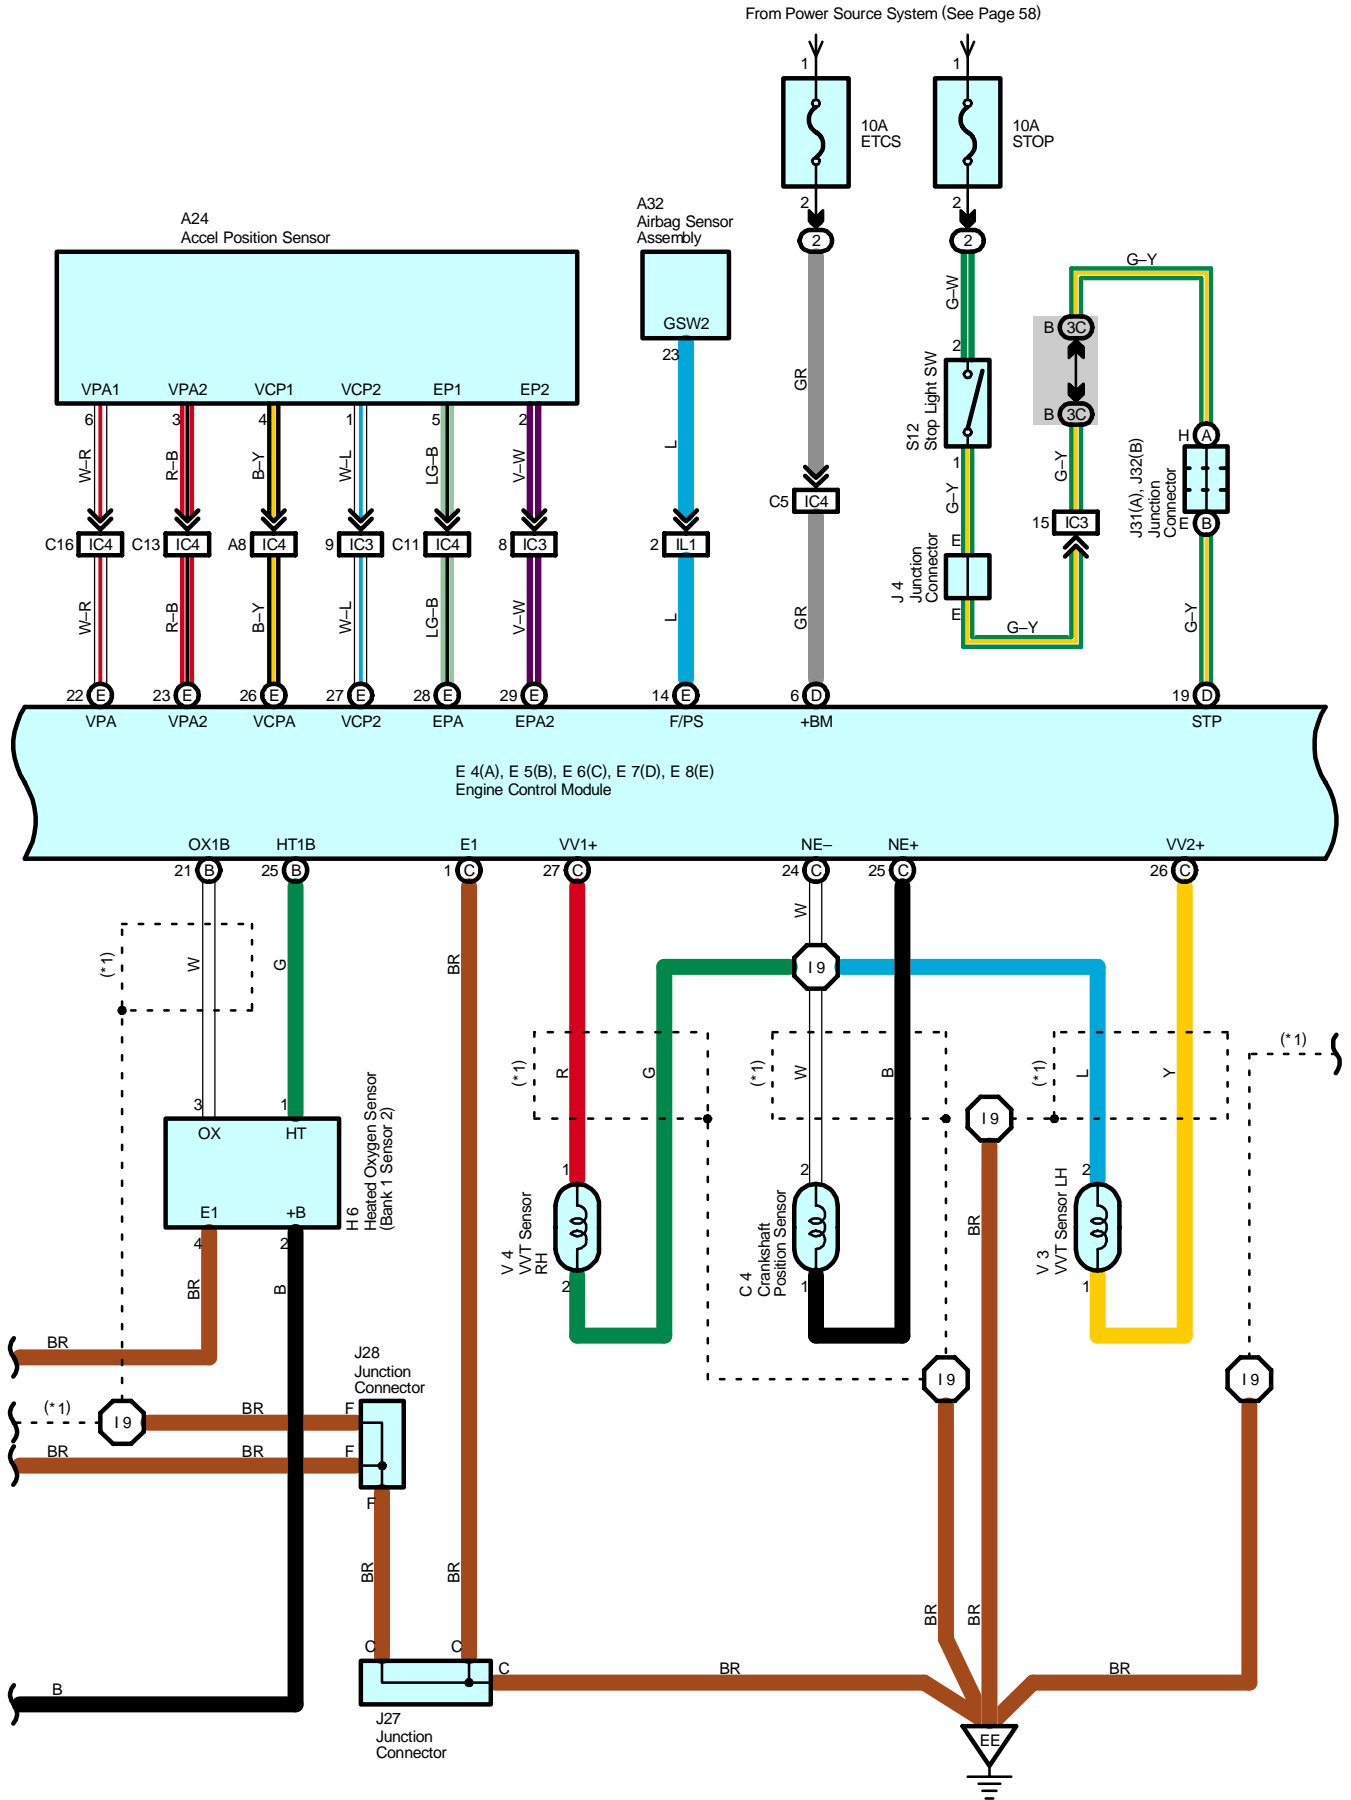 From Power Source System (See Page 58)
1
1
10A
ETCS
10A
STOP
2
2
2
2
A24
Accel Position Sensor
A32
Airbag Sensor
Assembly
GSW2
23
VPA1
VPA2
VCP1
VCP2
EP1
EP2
6
3
4
1
5
2
W–R
R–B
B–Y
W–L
LG–B
V–W
L
GR
G–W
2
S12
Stop Light SW
1
G–Y
G–Y
B
3C
B
3C
G–Y
H
A
J31(A), J32(B)
Junction
Connector
E
B
C5
IC4
15
IC3
C16
IC4
C13
IC4
A8
IC4
9
IC3
C11
IC4
8
IC3
2
IL1
E
J 4
Junction
Connector
E
G–Y
W–R
R–B
B–Y
W–L
LG–B
V–W
L
GR
G–Y
22
E
23
E
26
E
27
E
28
E
29
E
14
E
6
D
19
D
VPA
VPA2
VCPA
VCP2
EPA
EPA2
F/PS
+BM
STP
E 4(A), E 5(B), E 6(C), E 7(D), E 8(E)
Engine Control Module
OX1B
HT1B
E1
VV1+
NE–
NE+
VV2+
21
B
25
B
1
C
27
C
24
C
25
C
26
C
(*1)
W
G
BR
W
I 9
(*1)
R
G
(*1)
W
B
(*1)
L
Y
(*1)
I 9
3
1
OX
HT
E1
+B
4
2
H 6
Heated Oxygen Sensor
(Bank 1 Sensor 2)
1
V 4
VVT Sensor
RH
2
2
C 4
Crankshaft
Position Sensor
1
BR
2
V 3
VVT Sensor LH
1
BR
B
BR
J28
Junction
Connector
(*1)
I 9
BR
F
BR
BR
F
F
I 9
I 9
BR
BR
BR
BR
C
C
C
BR
BR
B
J27
Junction
Connector
EE